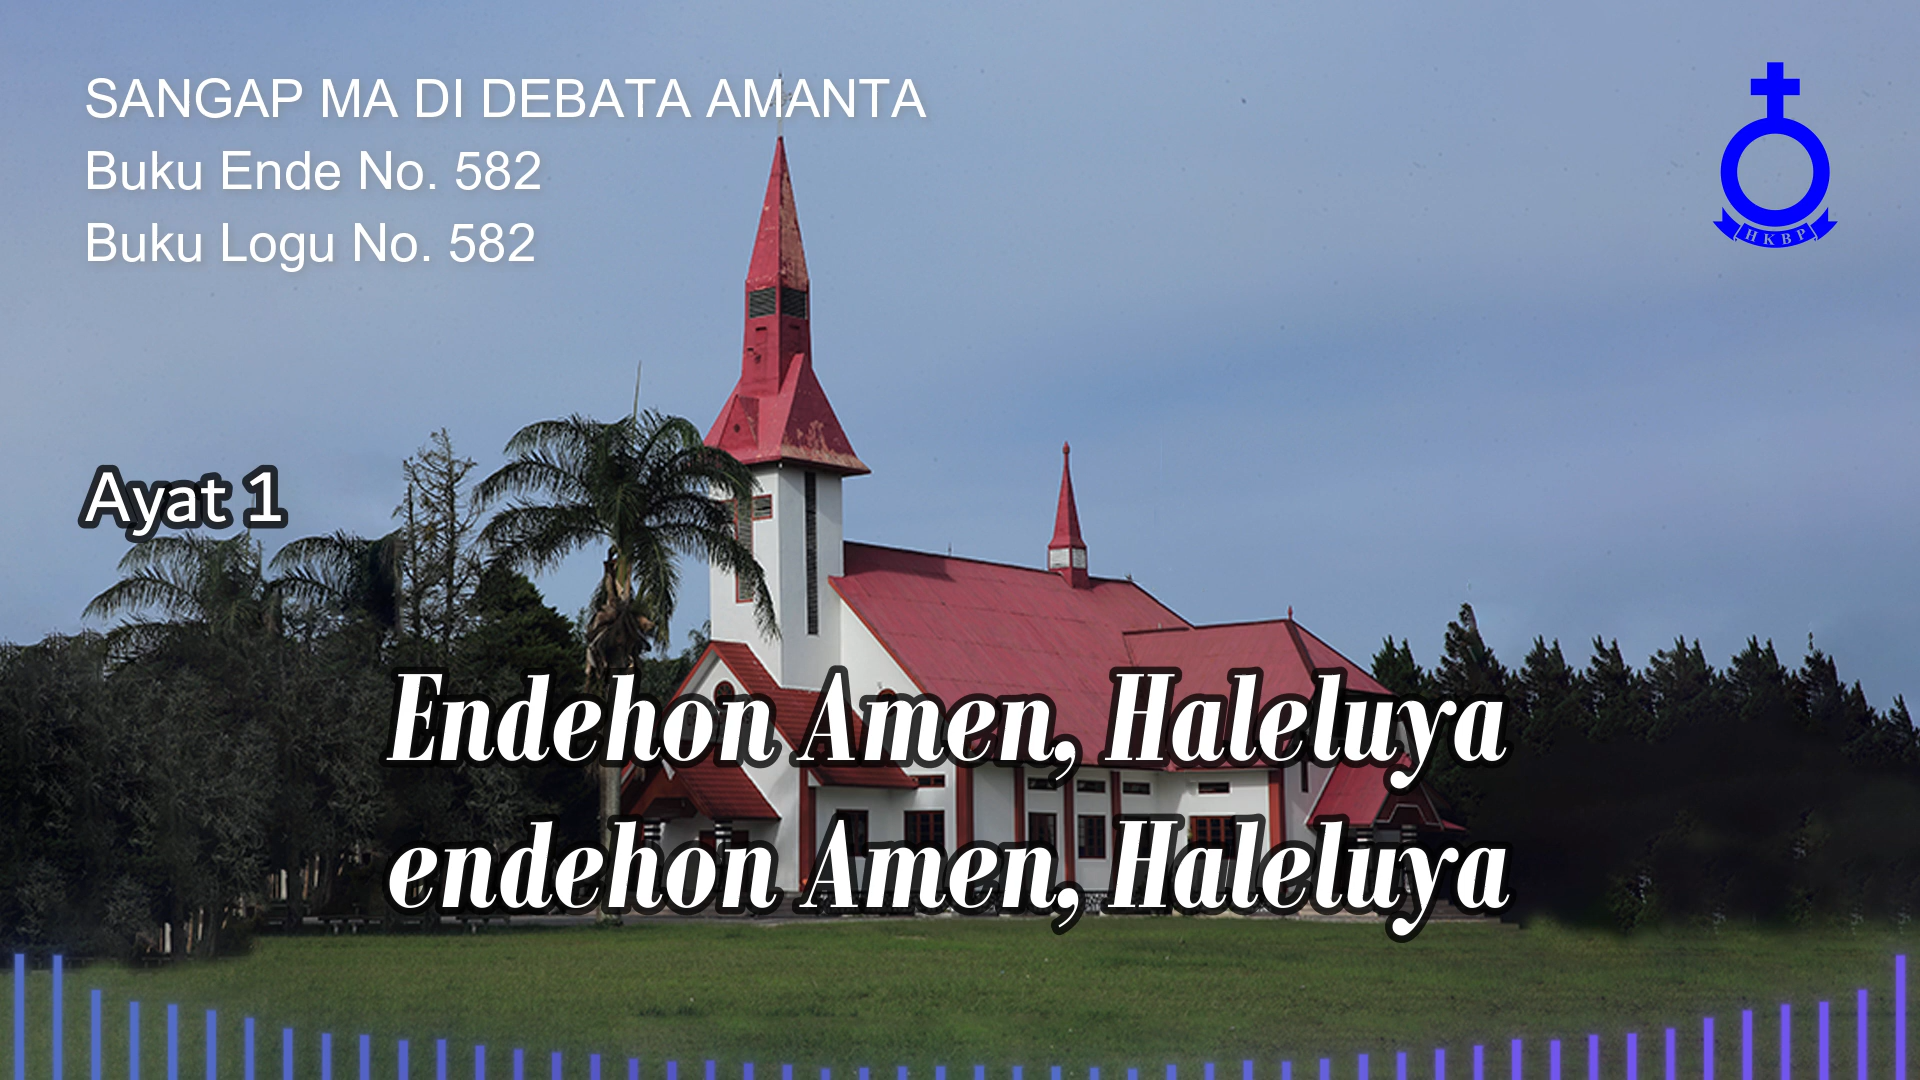 SANGAP MA DI DEBATA AMANTA
Buku Ende No. 582
Buku Logu No. 582
HKBP
Ayat 1
Endehon Amen, Haleluya
endehon Amen, Haleluya